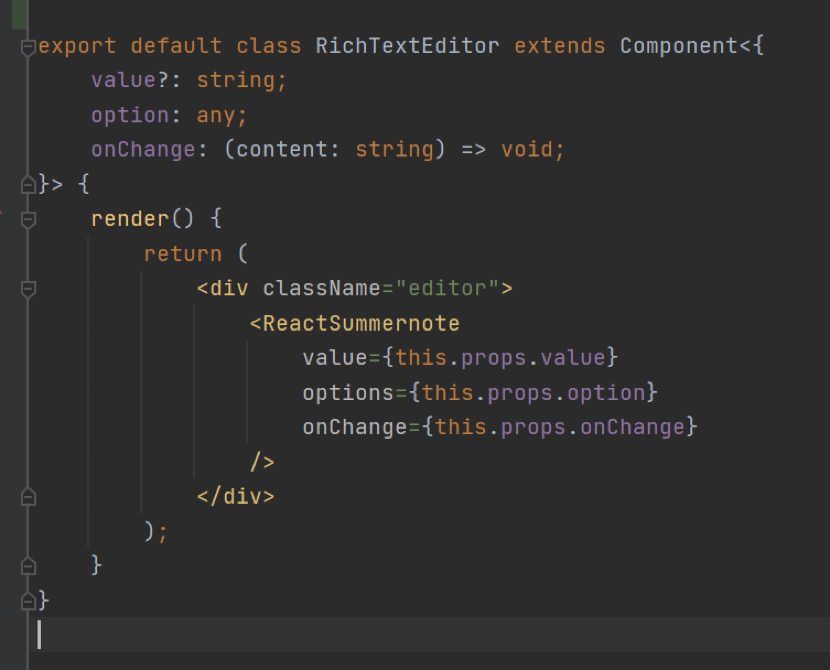 export default class RichTextEditor extends Component<{
    value?: string;
    option: any;
    onChange: (content: string) => void;
}> {
    render() {
        return (
            <div className="editor">
                <ReactSummernote
                    value={this.props.value}
                    options={this.props.option}
                    onChange={this.props.onChange}
                />
            </div>
        );
    }
}